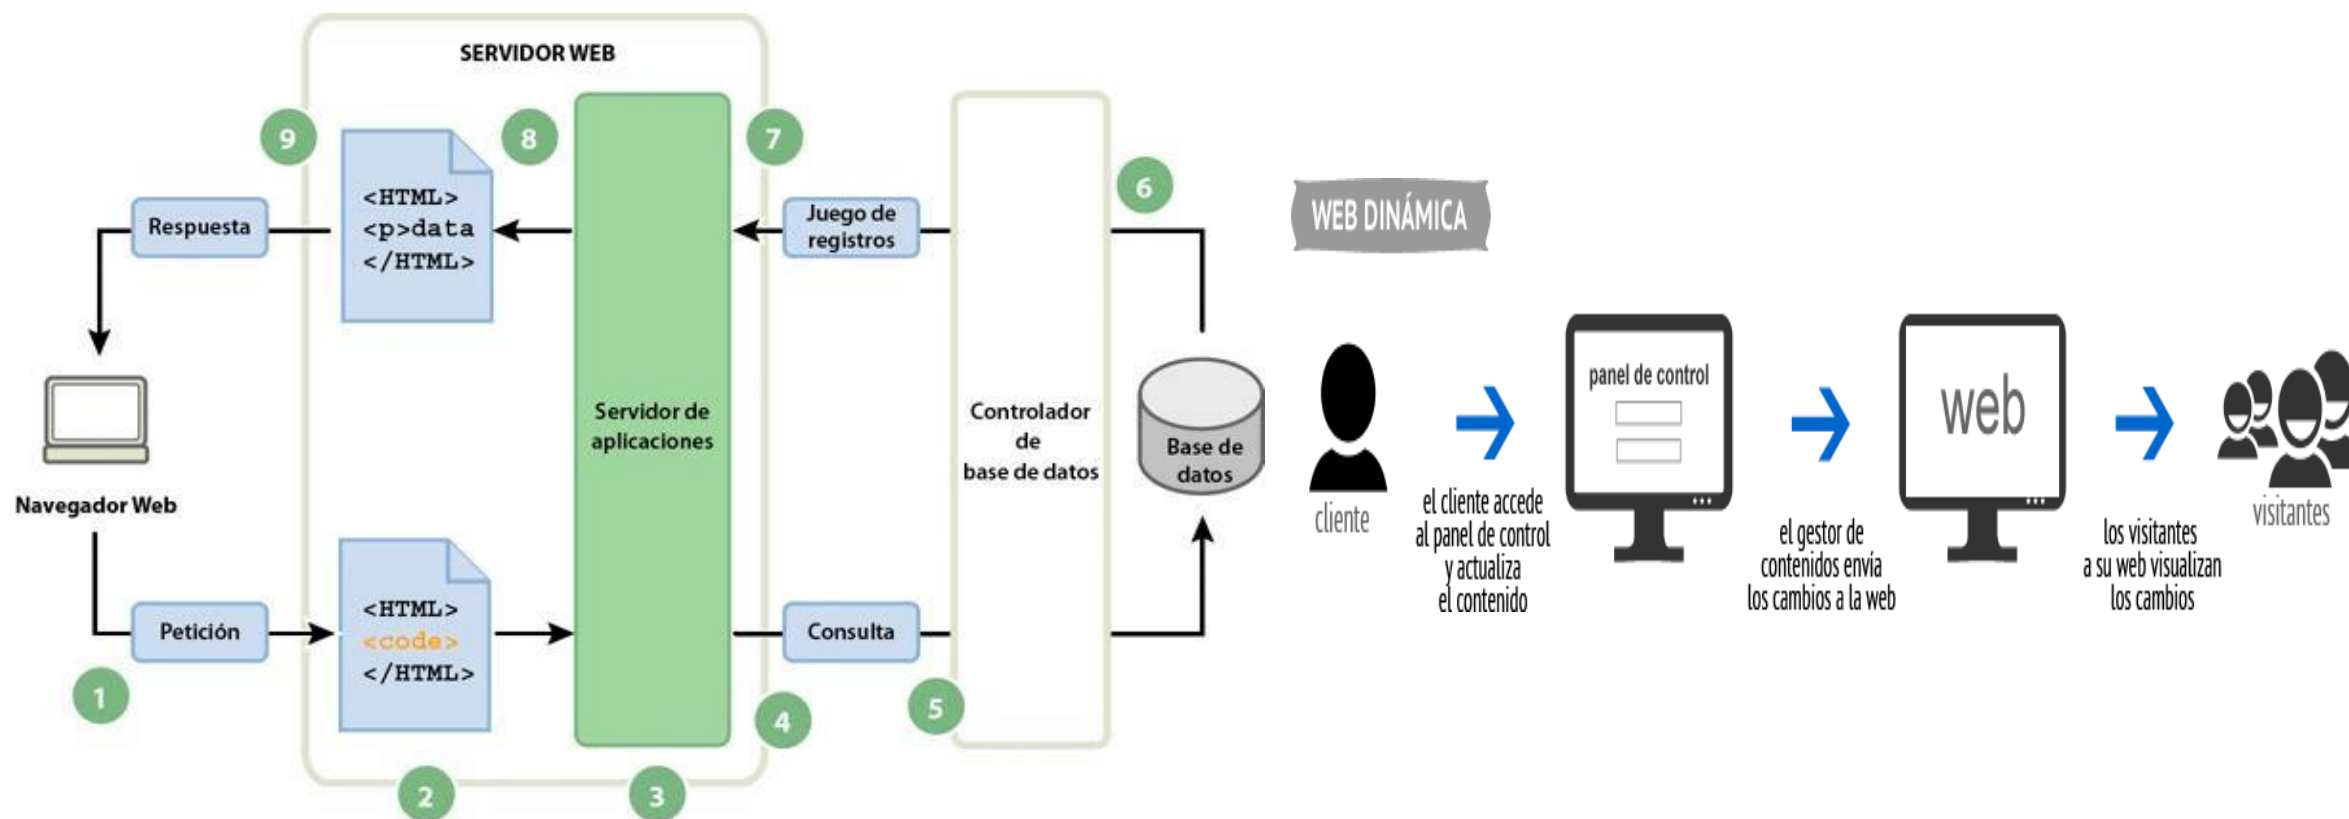 SERVIDOR WEB
9
8
7
6
<HTML>
<p>data
</HTML>
Respuesta
Juego de
registros
Servidor de
aplicaciones
Controlador
de
base de datos
Base de
datos
Navegador Web
<HTML>
<code>
</HTML>
Petición
Consulta
1
2
3
4
5
WEB DINÁMICA
cliente
el cliente accede
al panel de control
y actualiza
el contenido
panel de control
el gestor de
contenidos envía
los cambios a la web
web
los visitantes
a su web visualizan
los cambios
visitantes